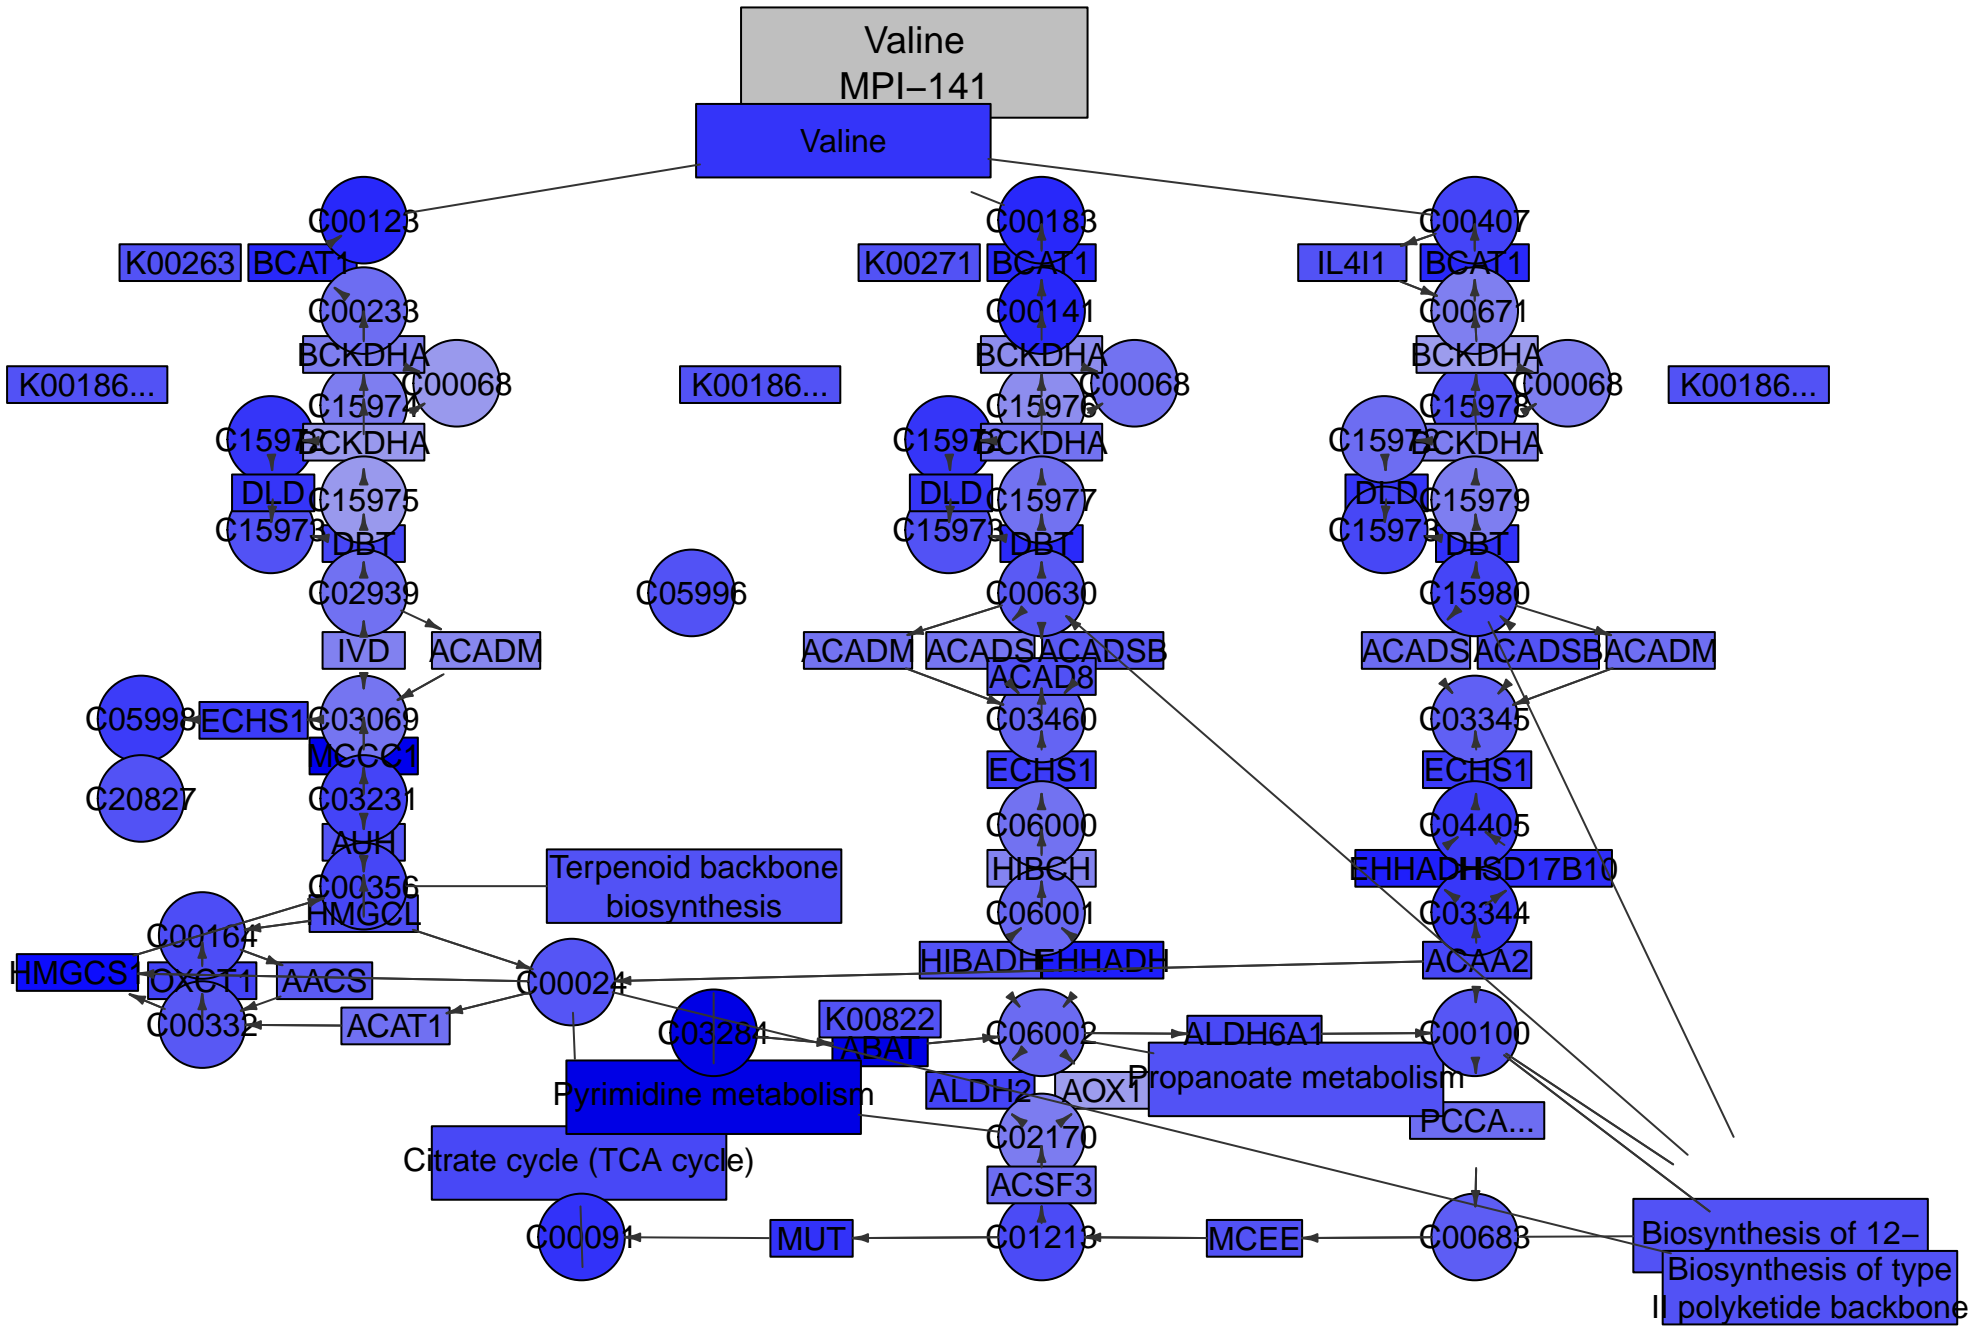 Valine
MPI−141
Valine
C00123
C00183
C00407
K00263
BCAT1
K00271
BCAT1
IL4I1
BCAT1
C00233
C00141
C00671
BCKDHA
BCKDHA
BCKDHA
K00186...
C00068
K00186...
C00068
C00068
K00186...
C15974
C15976
C15978
C15972
BCKDHA
C15972
BCKDHA
C15972
BCKDHA
DLD
C15975
DLD
C15977
DLD
C15979
C15973
DBT
C15973
DBT
C15973
DBT
C02939
C05996
C00630
C15980
IVD
ACADM
ACADM
ACADS
ACADSB
ACADS
ACADSB
ACADM
ACAD8
C05998
ECHS1
C03069
C03460
C03345
MCCC1
ECHS1
ECHS1
C20827
C03231
C06000
C04405
AUH
HIBCH
EHHADH
HSD17B10
Terpenoid backbone
biosynthesis
C00356
HMGCL
C06001
C03344
C00164
HIBADH
EHHADH
ACAA2
HMGCS1
OXCT1
AACS
C00024
C00332
ACAT1
C03284
K00822
ABAT
C06002
ALDH6A1
C00100
Pyrimidine metabolism
ALDH2
AOX1
Propanoate metabolism
PCCA...
C02170
Citrate cycle (TCA cycle)
ACSF3
C00091
MUT
C01213
MCEE
C00683
Biosynthesis of 12−
Biosynthesis of type
II polyketide backbone